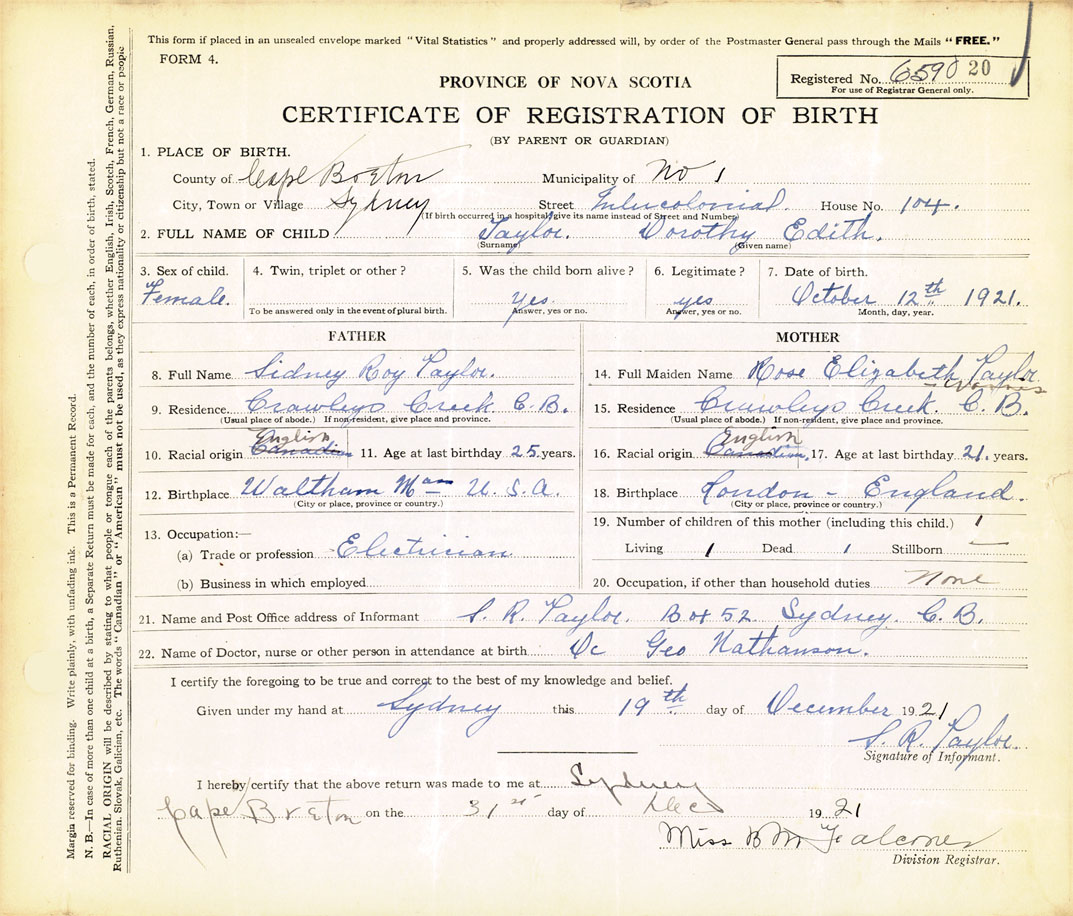 This form if placed in an unsealed envelope marked "Vital Statistics" and properly addressed will, by order of the Postmaster General pass through the Mails "FREE."
FORM 4.
Registered No. 6590 20
For use of Registrar General only.
PROVINCE OF NOVA SCOTIA
CERTIFICATE OF REGISTRATION OF BIRTH
(BY PARENT OR GUARDIAN)
1. PLACE OF BIRTH.
County of Cape Breton Municipality of No 1
City, Town or Village Sydney Street Intercolonial. House No. 104.
(If birth occurred in a hospital give its name instead of Street and Number)
2. FULL NAME OF CHILD Taylor. Dorothy Edith.
(Surname) (Given name)
3. Sex of child. 4. Twin, triplet or other? 5. Was the child born alive? 6. Legitimate? 7. Date of birth.
Female. yes yes October 12th 1921.
To be answered only in the event of plural birth. Answer, yes or no. Answer, yes or no. Month, day, year.
FATHER
8. Full Name Sidney Roy Taylor.
9. Residence Crawleys Creek C. B.
(Usual place of abode.) If non-resident, give place and province.
English
10. Racial origin Canadian 11. Age at last birthday 25 years.
12. Birthplace Waltham Mass U. S. A.
(City or place, province or country.)
13. Occupation:—
(a) Trade or profession Electrician
(b) Business in which employed
MOTHER
14. Full Maiden Name Rose Elizabeth Taylor
15. Residence Crawleys Creek. C. B.
(Usual place of abode.) If non-resident, give place and province.
English
16. Racial origin Canadian, 17. Age at last birthday 21. years.
18. Birthplace London - England.
(City or place, province or country.)
19. Number of children of this mother (including this child.) 1
Living 1 Dead 1 Stillborn —
20. Occupation, if other than household duties none
21. Name and Post Office address of Informant S. R. Taylor. Box 52 Sydney. C. B.
22. Name of Doctor, nurse or other person in attendance at birth Dr Geo Nathanson.
I certify the foregoing to be true and correct to the best of my knowledge and belief.
Given under my hand at Sydney this 19th day of December 1921
S. R. Taylor.
Signature of Informant.
I hereby certify that the above return was made to me at Sydney
Cape Breton on the 31st day of Dec 1921
Miss B M Falconer
Division Registrar.
Margin reserved for binding. Write plainly, with unfading ink. This is a Permanent Record.
N. B.—In case of more than one child at a birth, a Separate Return must be made for each, and the number of each, in order of birth, stated.
RACIAL ORIGIN will be described by stating to what people or tongue each of the parents belongs, whether English, Irish, Scotch, French, German, Russian,
Ruthenian, Slovak, Galician, etc. The words "Canadian" or "American" must not be used, as they express nationality or citizenship but not a race or people